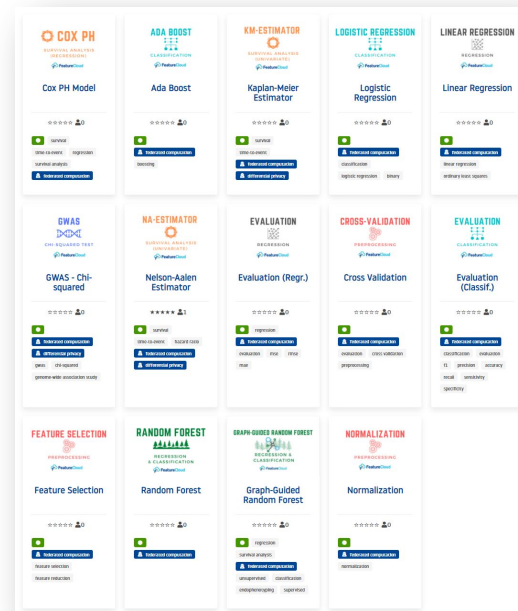 COX PH
SURVIVAL ANALYSIS
(REGRESSION)
FeatureCloud
Cox PH Model
0
survival
time-to-event regression
survival analysis
federated computation
ADA BOOST
CLASSIFICATION
FeatureCloud
Ada Boost
0
federated computation
boosting
KM-ESTIMATOR
SURVIVAL ANALYSIS
(UNIVARIATE)
FeatureCloud
Kaplan-Meier
Estimator
0
survival
time-to-event
federated computation
differential privacy
LOGISTIC REGRESSION
CLASSIFICATION
FeatureCloud
Logistic
Regression
0
federated computation
classification
logistic regression binary
LINEAR REGRESSION
REGRESSION
FeatureCloud
Linear Regression
0
federated computation
linear regression
ordinary least squares
GWAS
CHI-SQUARED TEST
FeatureCloud
GWAS - Chi-
squared
0
federated computation
differential privacy
gwas chi-squared
genome-wide association study
NA-ESTIMATOR
SURVIVAL ANALYSIS
(UNIVARIATE)
FeatureCloud
Nelson-Aalen
Estimator
1
survival
time-to-event hazard ratio
federated computation
differential privacy
EVALUATION
REGRESSION
FeatureCloud
Evaluation (Regr.)
0
regression
federated computation
evaluation mse rmse
mae
CROSS-VALIDATION
PREPROCESSING
FeatureCloud
Cross Validation
0
federated computation
evaluation cross validation
preprocessing
EVALUATION
CLASSIFICATION
FeatureCloud
Evaluation
(Classif.)
0
federated computation
classification evaluation
f1 precision accuracy
recall sensitivity
specificity
FEATURE SELECTION
PREPROCESSING
FeatureCloud
Feature Selection
0
federated computation
feature selection
feature reduction
RANDOM FOREST
REGRESSION
& CLASSIFICATION
FeatureCloud
Random Forest
0
federated computation
GRAPH-GUIDED RANDOM FOREST
REGRESSION &
CLASSIFICATION
FeatureCloud
Graph-Guided
Random Forest
0
regression
survival analysis
federated computation
unsupervised classification
endophenotyping supervised
NORMALIZATION
PREPROCESSING
FeatureCloud
Normalization
0
federated computation
normalization